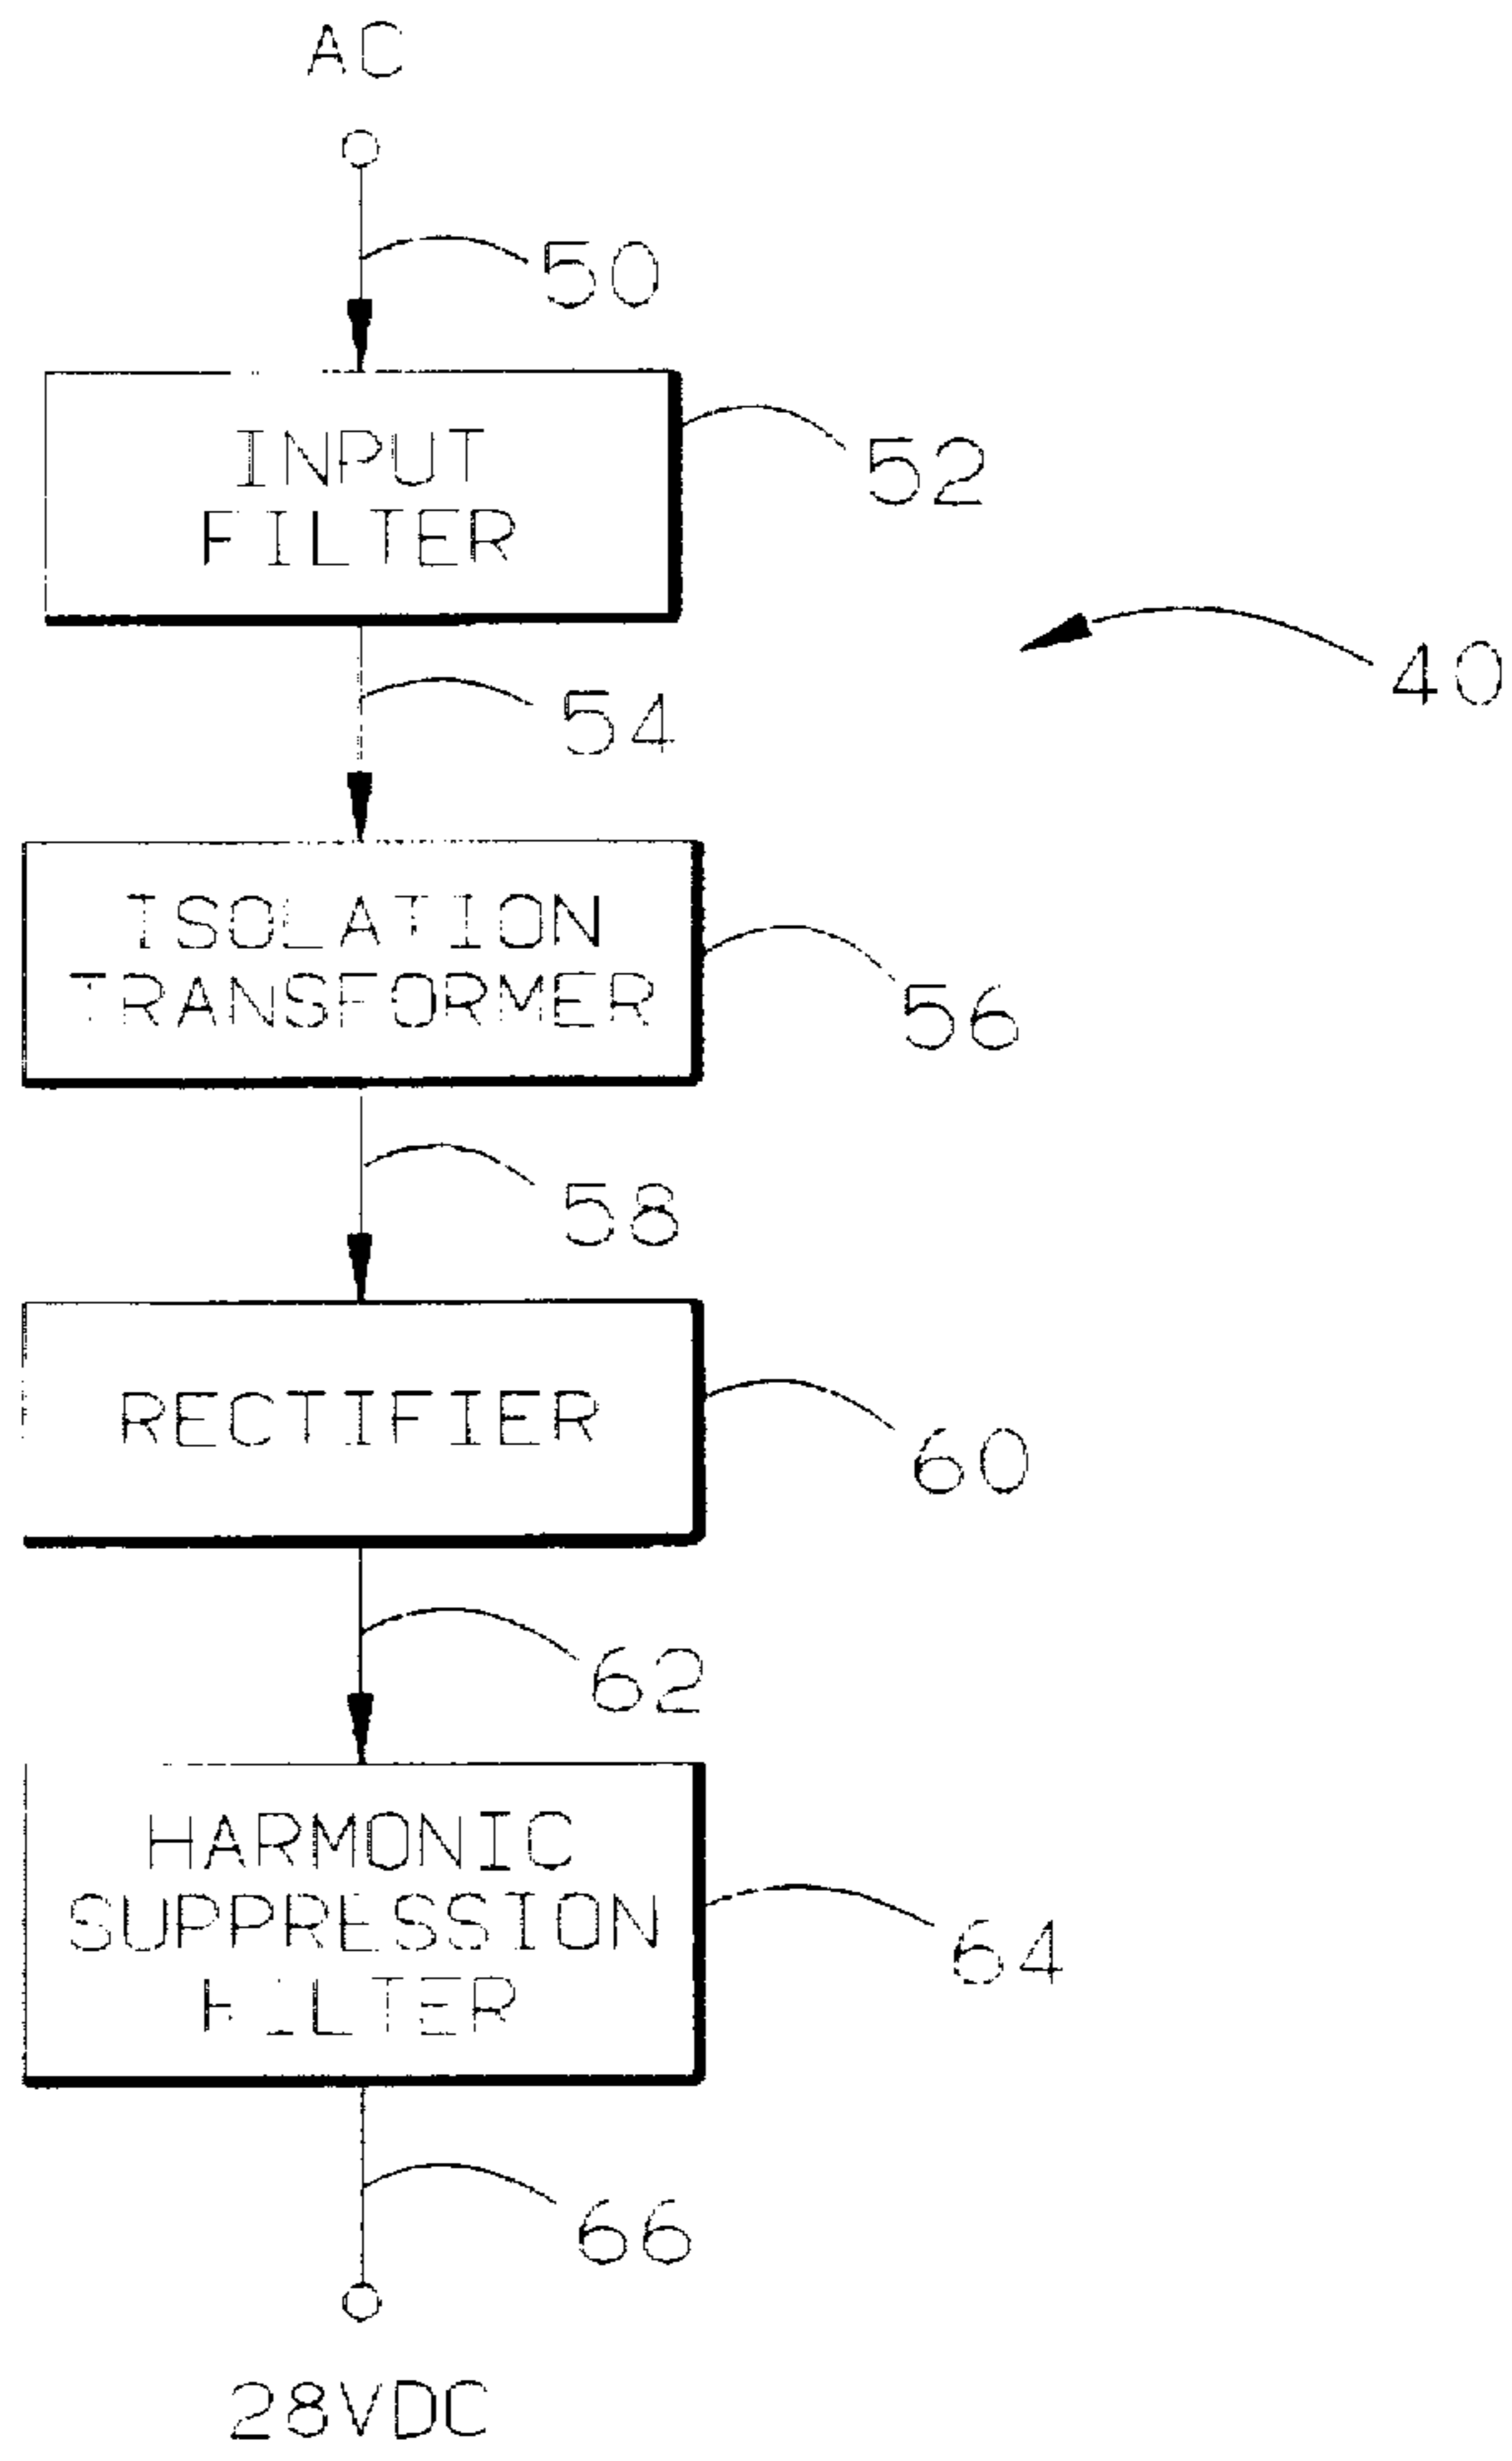 AC
50
INPUT
FILTER
52
40
54
ISOLATION
TRANSFORMER
56
58
RECTIFIER
60
62
HARMONIC
SUPPRESSION
FILTER
64
66
28VDC